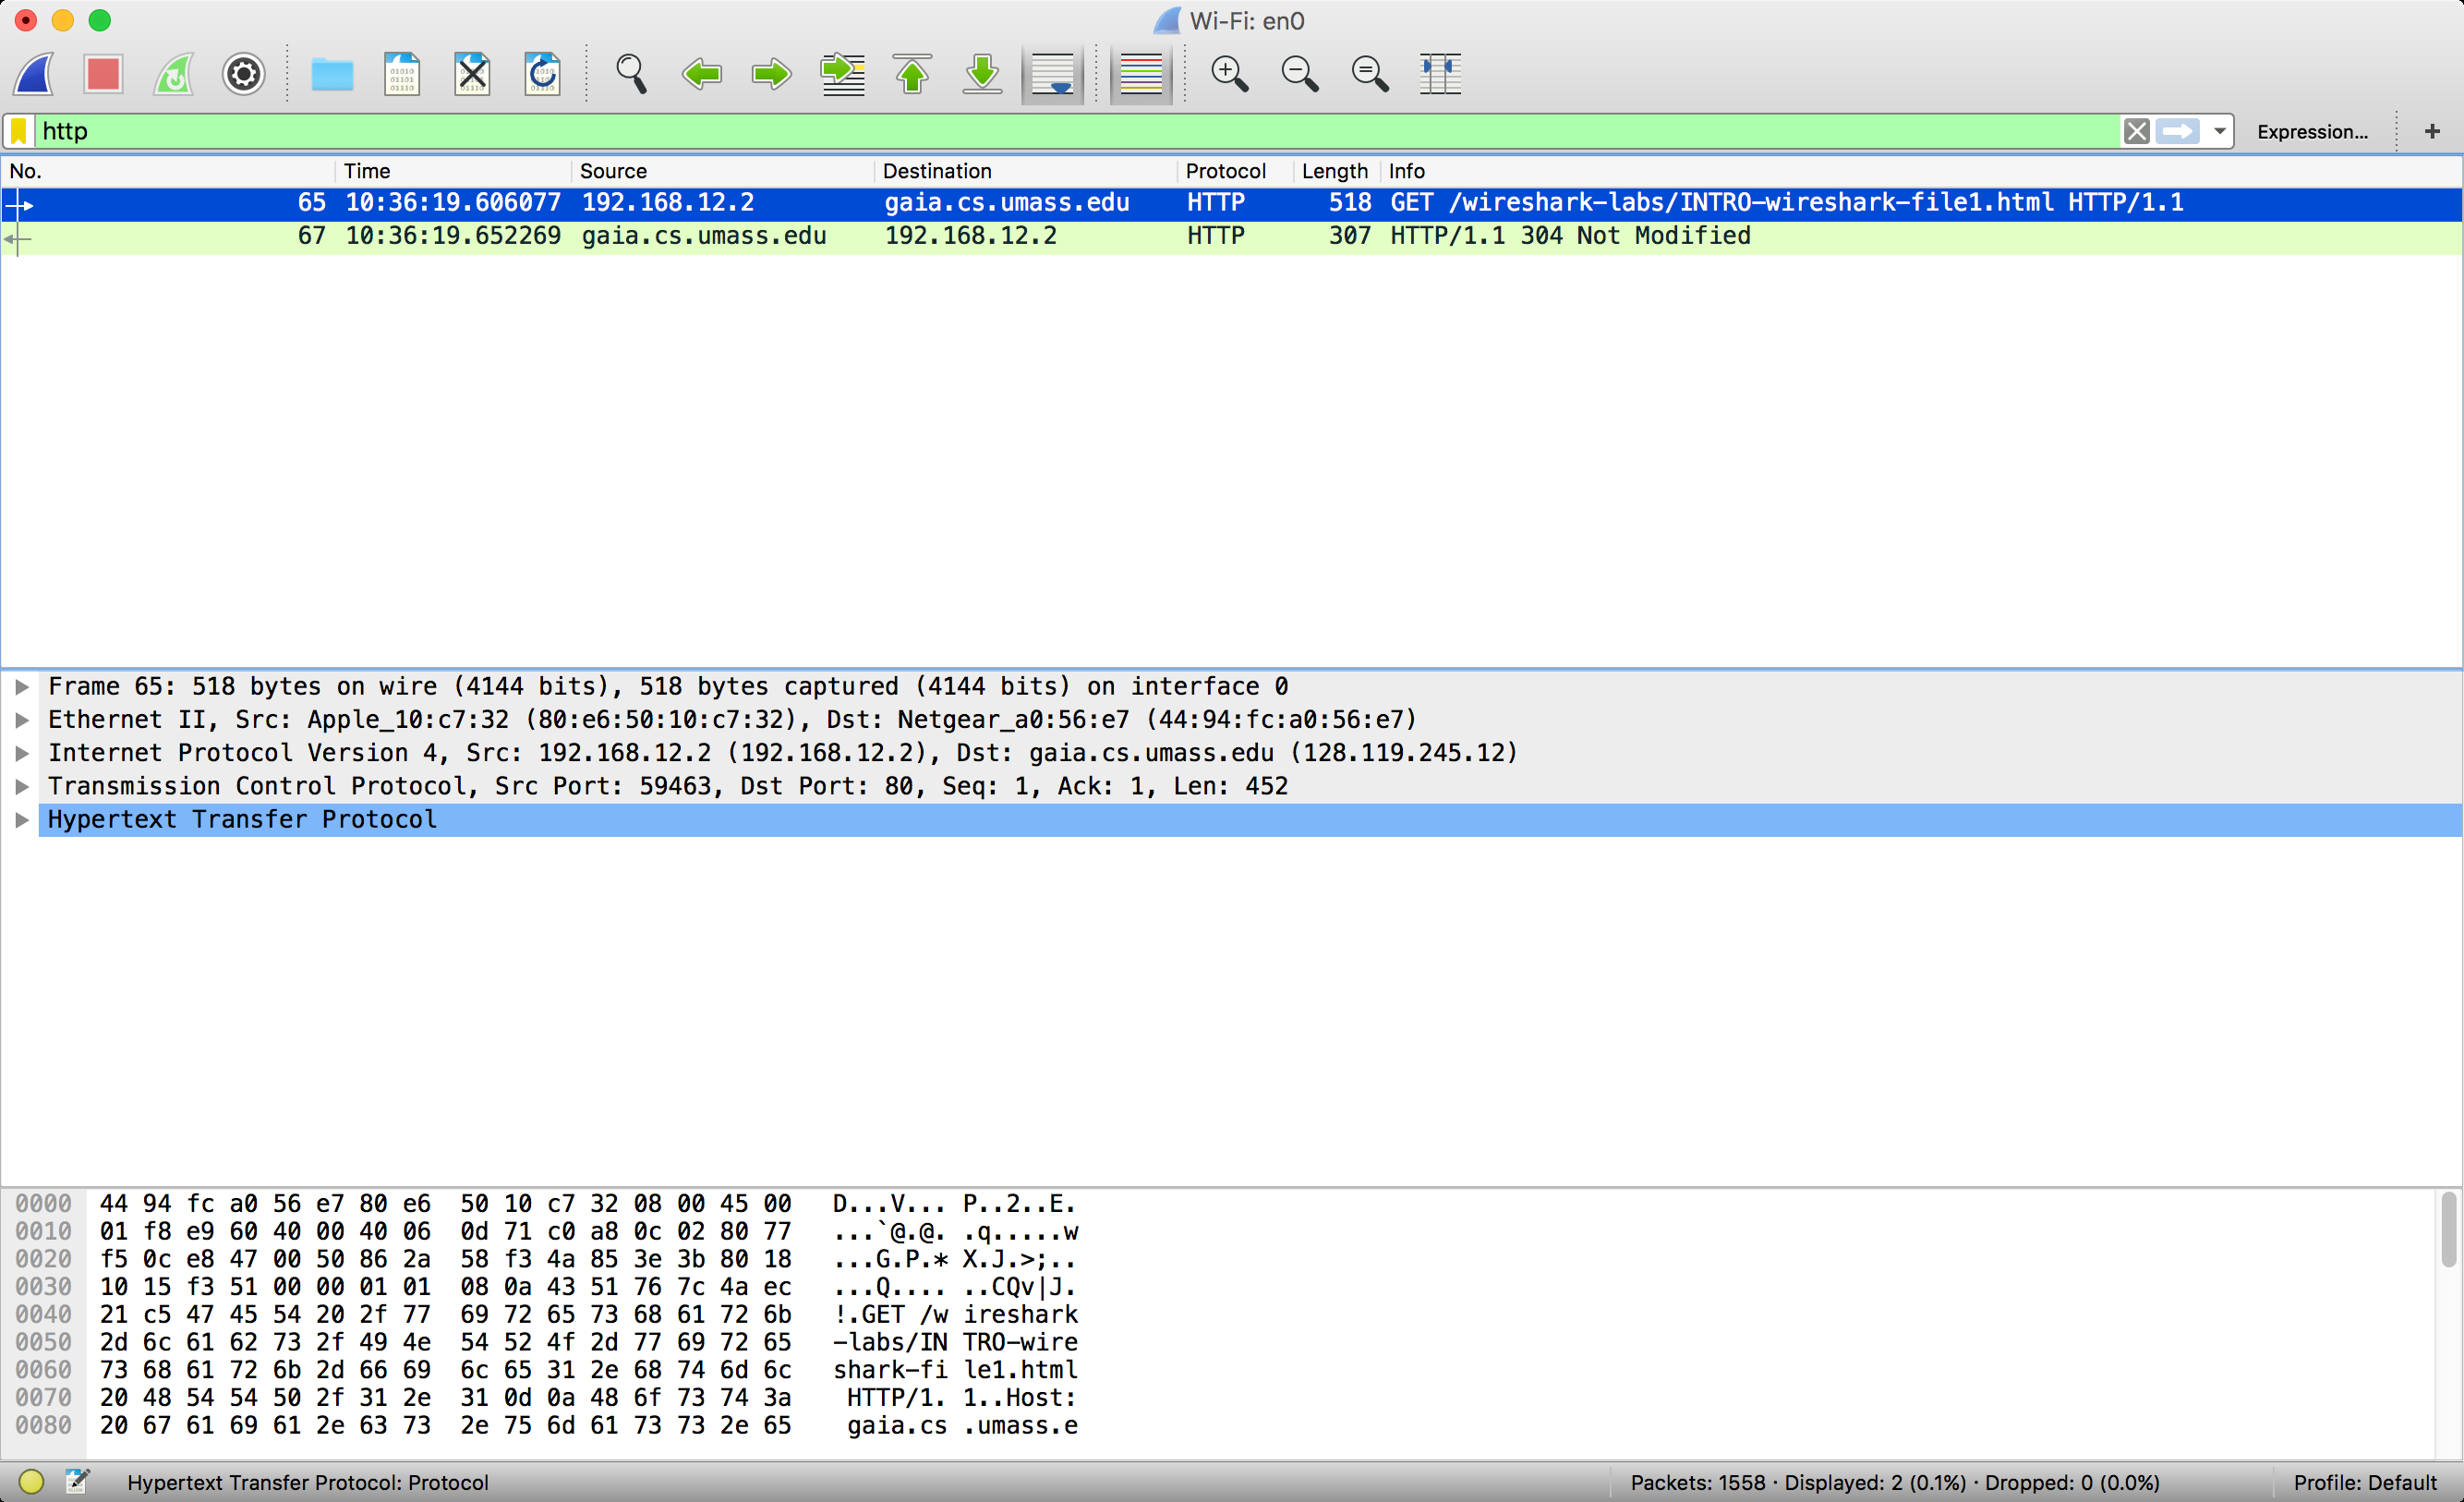 Wi-Fi: en0
http
Expression... +
No. Time Source Destination Protocol Length Info
65 10:36:19.606077 192.168.12.2 gaia.cs.umass.edu HTTP 518 GET /wireshark-labs/INTRO-wireshark-file1.html HTTP/1.1
67 10:36:19.652269 gaia.cs.umass.edu 192.168.12.2 HTTP 307 HTTP/1.1 304 Not Modified
Frame 65: 518 bytes on wire (4144 bits), 518 bytes captured (4144 bits) on interface 0
Ethernet II, Src: Apple_10:c7:32 (80:e6:50:10:c7:32), Dst: Netgear_a0:56:e7 (44:94:fc:a0:56:e7)
Internet Protocol Version 4, Src: 192.168.12.2 (192.168.12.2), Dst: gaia.cs.umass.edu (128.119.245.12)
Transmission Control Protocol, Src Port: 59463, Dst Port: 80, Seq: 1, Ack: 1, Len: 452
Hypertext Transfer Protocol
0000 44 94 fc a0 56 e7 80 e6 50 10 c7 32 08 00 45 00 D...V... P..2..E.
0010 01 f8 e9 60 40 00 40 06 0d 71 c0 a8 0c 02 80 77 ...`@.@. .q.....w
0020 f5 0c e8 47 00 50 86 2a 58 f3 4a 85 3e 3b 80 18 ...G.P.* X.J.>;..
0030 10 15 f3 51 00 00 01 01 08 0a 43 51 76 7c 4a ec ...Q.... ..CQv|J.
0040 21 c5 47 45 54 20 2f 77 69 72 65 73 68 61 72 6b !.GET /w ireshark
0050 2d 6c 61 62 73 2f 49 4e 54 52 4f 2d 77 69 72 65 -labs/IN TRO-wire
0060 73 68 61 72 6b 2d 66 69 6c 65 31 2e 68 74 6d 6c shark-fi le1.html
0070 20 48 54 54 50 2f 31 2e 31 0d 0a 48 6f 73 74 3a HTTP/1. 1..Host:
0080 20 67 61 69 61 2e 63 73 2e 75 6d 61 73 73 2e 65 gaia.cs .umass.e
Hypertext Transfer Protocol: Protocol Packets: 1558 · Displayed: 2 (0.1%) · Dropped: 0 (0.0%) Profile: Default